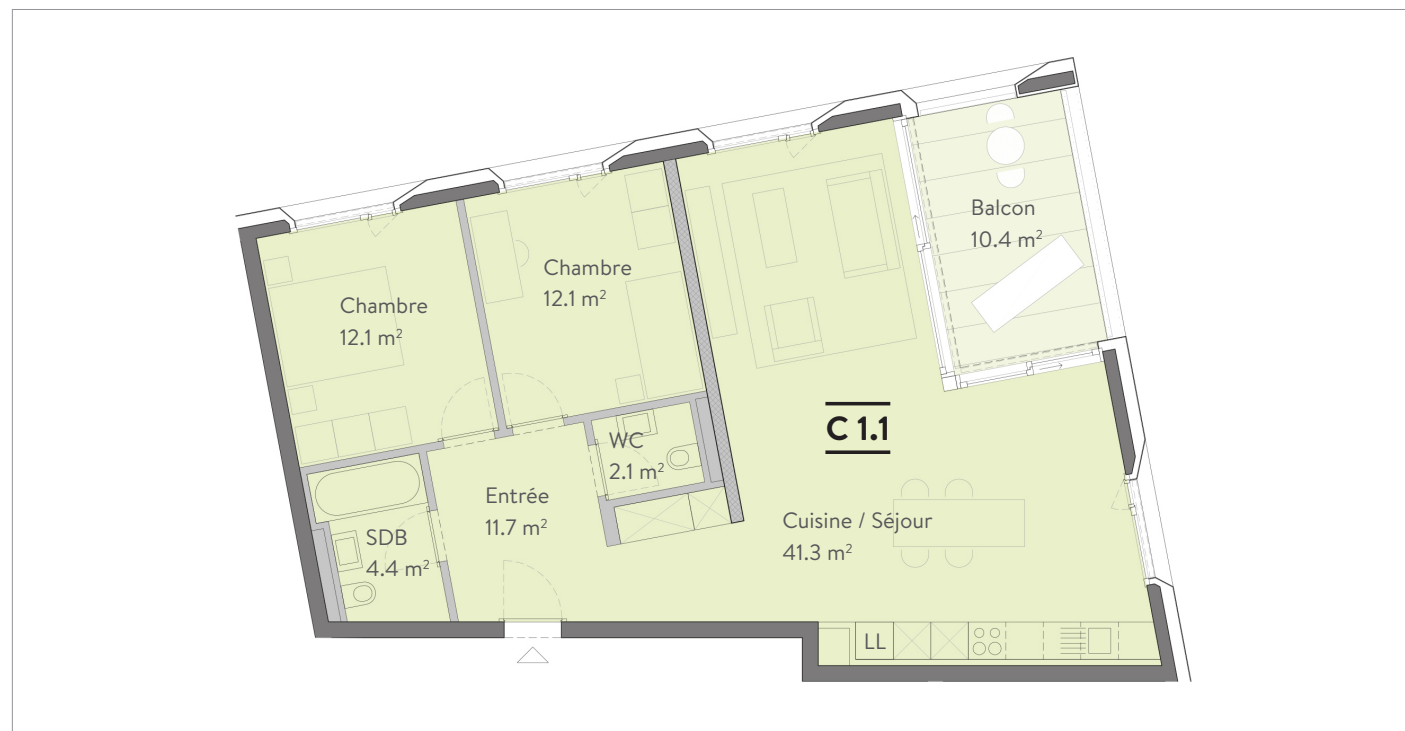 Balcon
10.4 m²
Chambre
12.1 m²
Chambre
12.1 m²
C 1.1
WC
2.1 m²
Entrée
11.7 m²
Cuisine / Séjour
41.3 m²
SDB
4.4 m²
LL